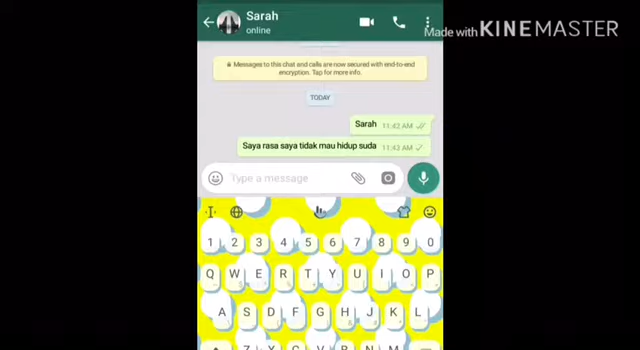 Sarah
online
Made with KINEMASTER
Messages to this chat and calls are now secured with end-to-end
encryption. Tap for more info.
TODAY
Sarah 11:42 AM
Saya rasa saya tidak mau hidup suda 11:43 AM
Type a message
1 2 3 4 5 6 7 8 9 0
Q W E R T Y U I O P
A S D F G H J K L
Z X C V B N M